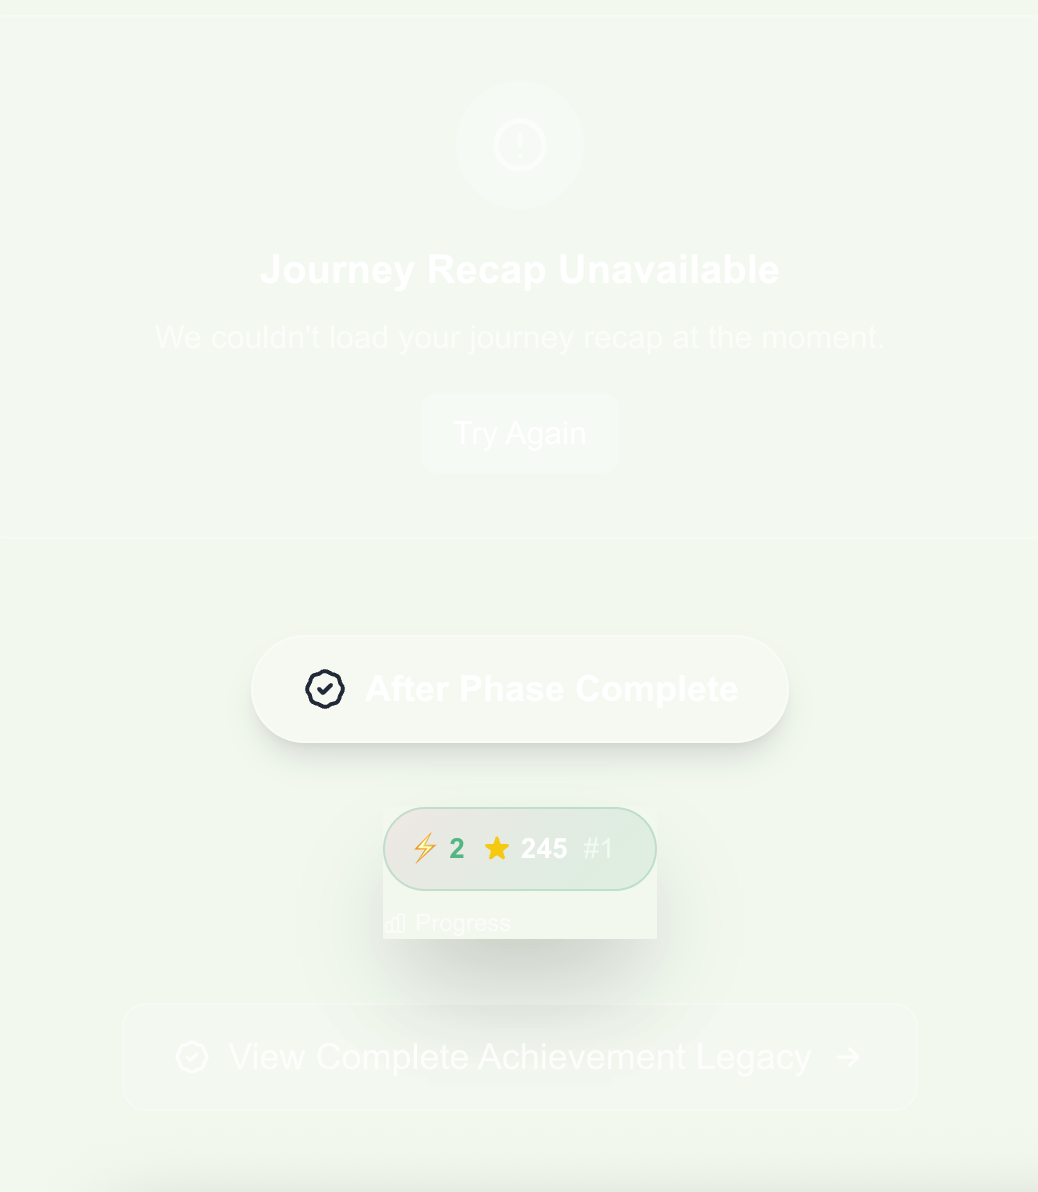 Journey Recap Unavailable
We couldn't load your journey recap at the moment.
Try Again
After Phase Complete
⚡ 2 ⭐ 245 #1
Progress
View Complete Achievement Legacy →